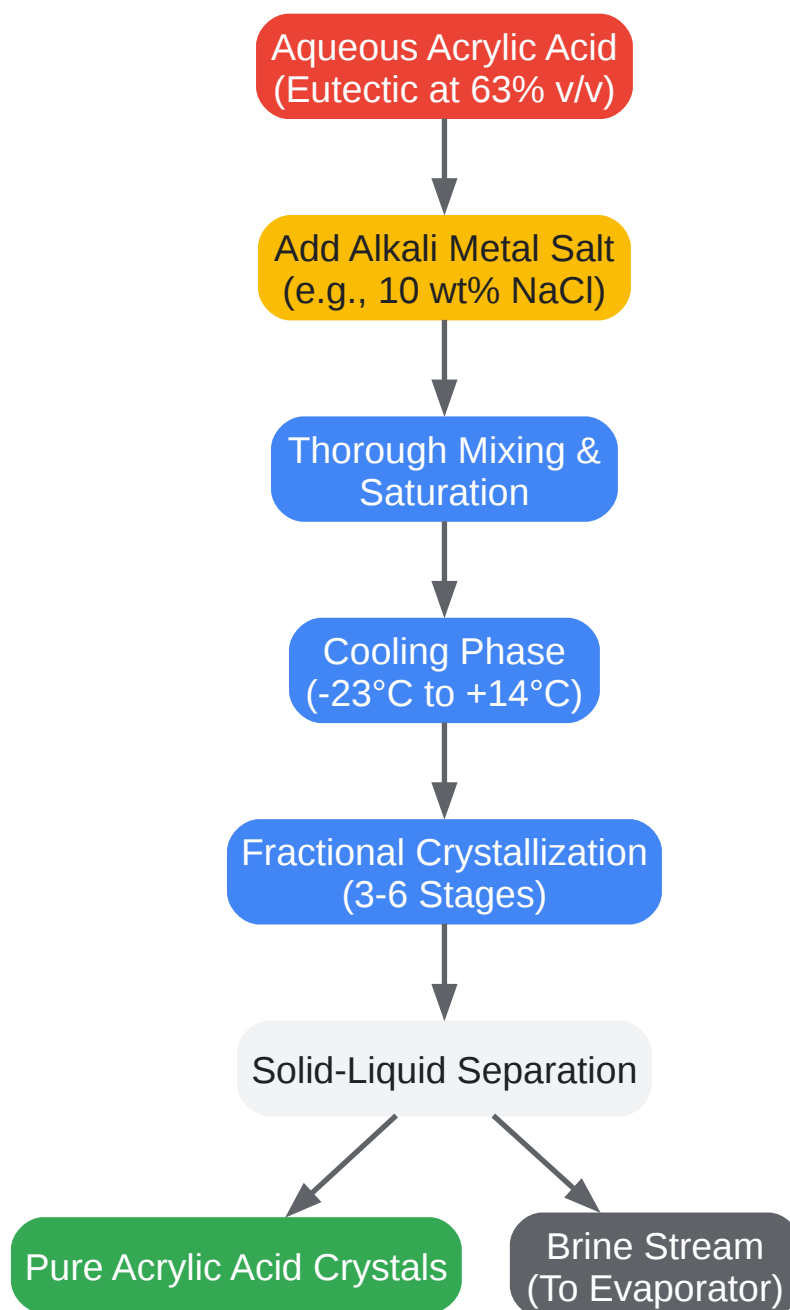 Aqueous Acrylic Acid
(Eutectic at 63% v/v)
Add Alkali Metal Salt
(e.g., 10 wt% NaCl)
Thorough Mixing &
Saturation
Cooling Phase
(-23°C to +14°C)
Fractional Crystallization
(3-6 Stages)
Solid-Liquid Separation
Pure Acrylic Acid Crystals
Brine Stream
(To Evaporator)